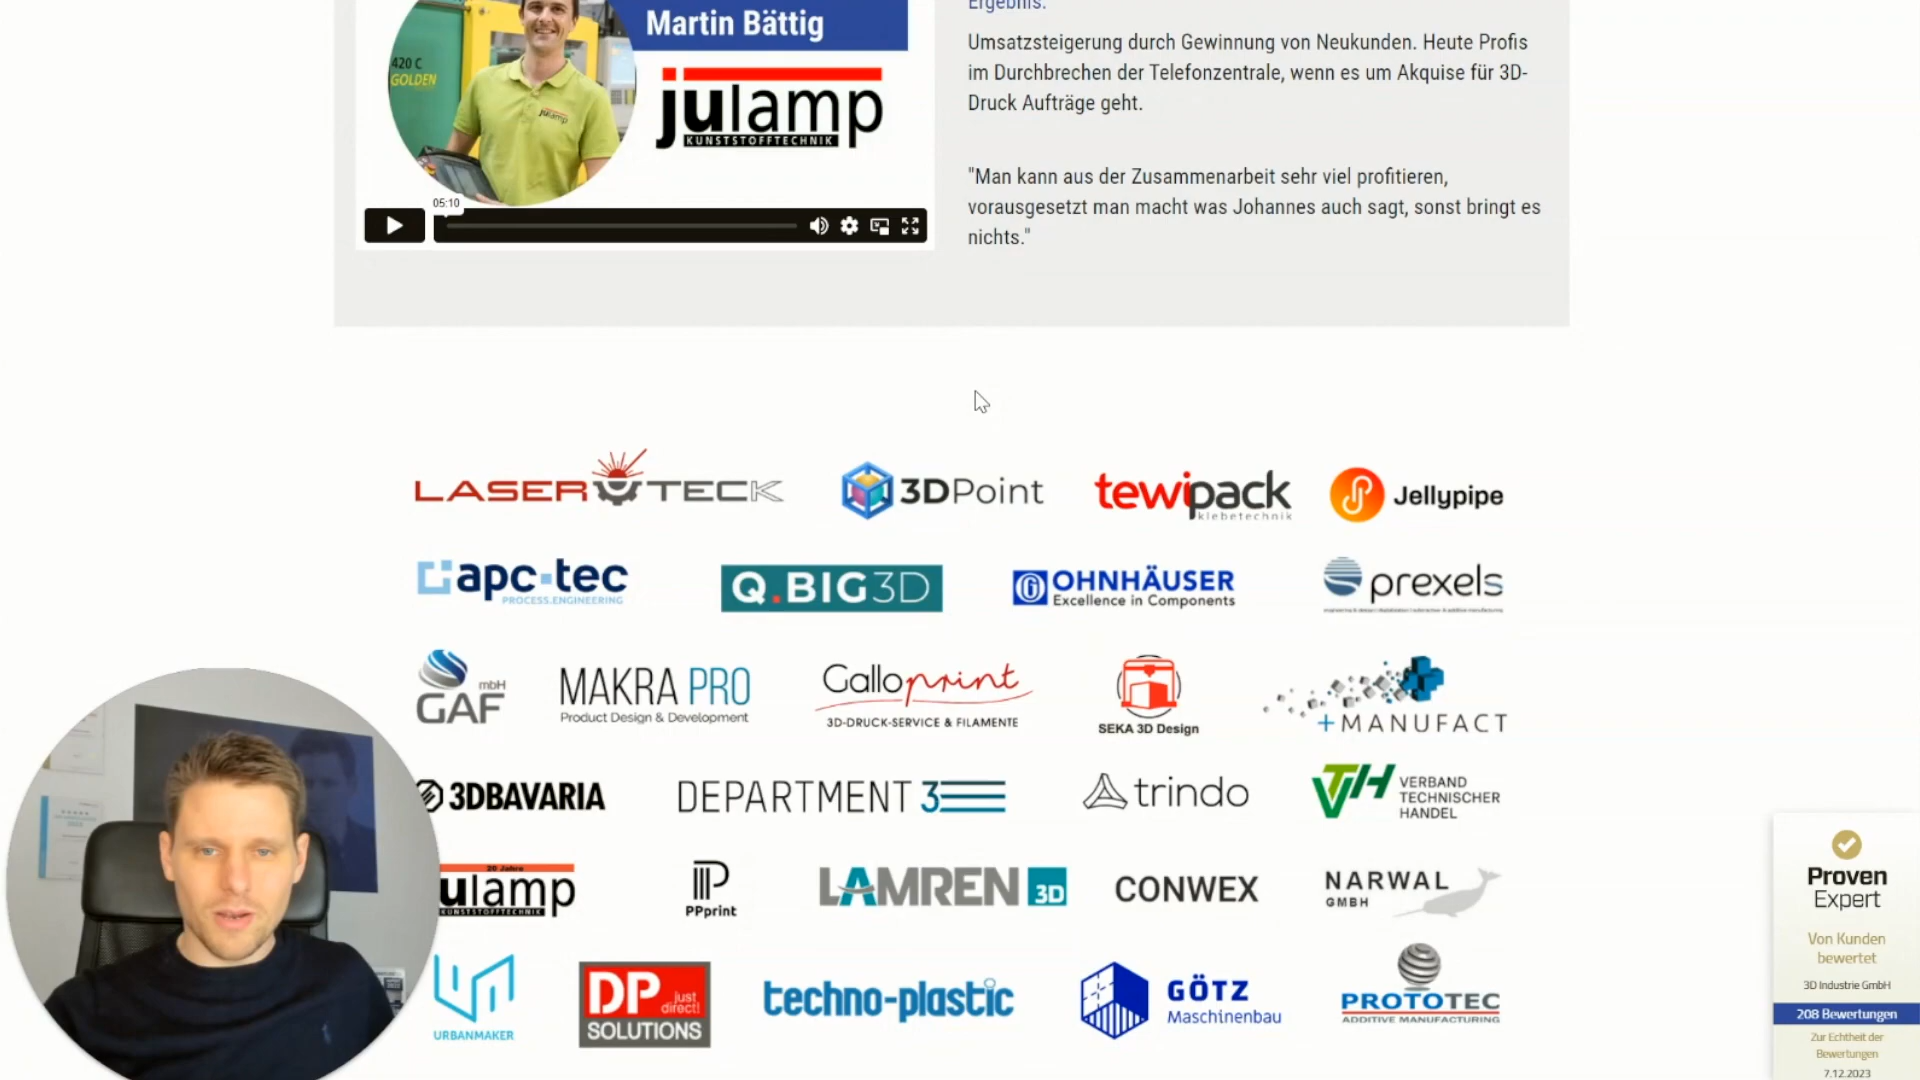 Ergebnis:
Martin Bättig
420 C
GOLDEN
julamp
julamp
KUNSTSTOFFTECHNIK
Umsatzsteigerung durch Gewinnung von Neukunden. Heute Profis
im Durchbrechen der Telefonzentrale, wenn es um Akquise für 3D-
Druck Aufträge geht.
"Man kann aus der Zusammenarbeit sehr viel profitieren,
vorausgesetzt man macht was Johannes auch sagt, sonst bringt es
nichts."
05:10
LASER TECK
3DPoint
tewipack
klebetechnik
Jellypipe
apc-tec
PROCESS.ENGINEERING
Q.BIG3D
OHNHÄUSER
Excellence in Components
prexels
GAF mbH
MAKRA PRO
Product Design & Development
Galloprint
3D-DRUCK-SERVICE & FILAMENTE
SEKA 3D Design
+MANUFACT
3DBAVARIA
DEPARTMENT 3
trindo
VTH
VERBAND
TECHNISCHER
HANDEL
20 Jahre
ulamp
KUNSTSTOFFTECHNIK
PPprint
LAMREN 3D
CONWEX
NARWAL
GMBH
URBANMAKER
DP just direct!
SOLUTIONS
techno-plastic
GÖTZ
Maschinenbau
PROTOTEC
ADDITIVE MANUFACTURING
Proven
Expert
Von Kunden
bewertet
3D Industrie GmbH
208 Bewertungen
Zur Echtheit der
Bewertungen
7.12.2023